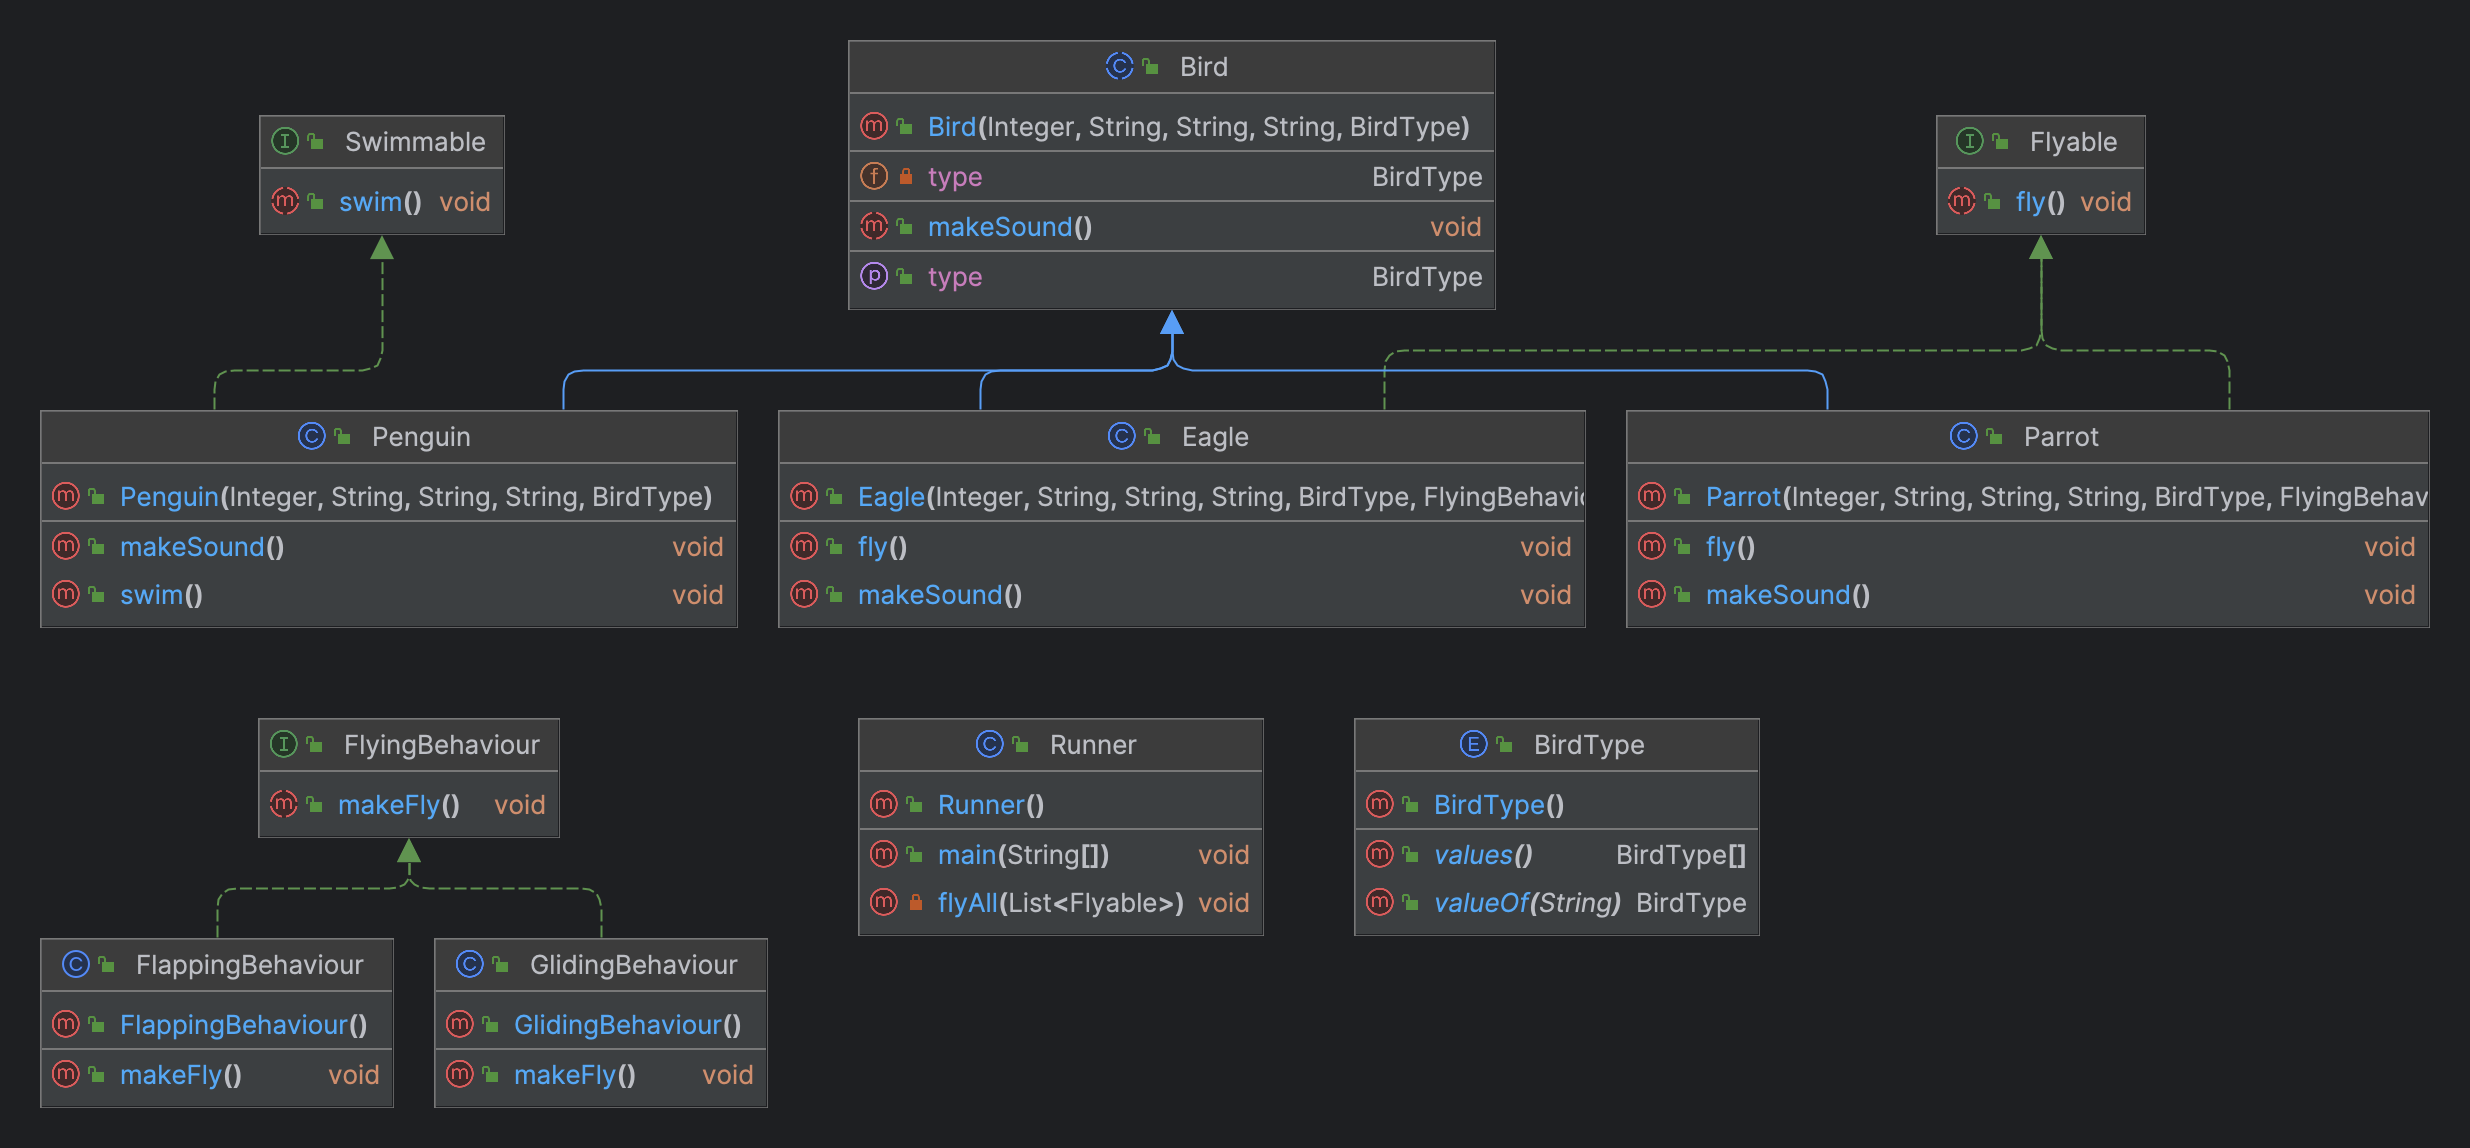 Bird
Bird(Integer, String, String, String, BirdType)
type BirdType
makeSound() void
type BirdType
Swimmable
swim() void
Flyable
fly() void
Penguin
Penguin(Integer, String, String, String, BirdType)
makeSound() void
swim() void
Eagle
Eagle(Integer, String, String, String, BirdType, FlyingBehavi
fly() void
makeSound() void
Parrot
Parrot(Integer, String, String, String, BirdType, FlyingBehav
fly() void
makeSound() void
FlyingBehaviour
makeFly() void
Runner
Runner()
main(String[]) void
flyAll(List<Flyable>) void
BirdType
BirdType()
values() BirdType[]
valueOf(String) BirdType
FlappingBehaviour
FlappingBehaviour()
makeFly() void
GlidingBehaviour
GlidingBehaviour()
makeFly() void